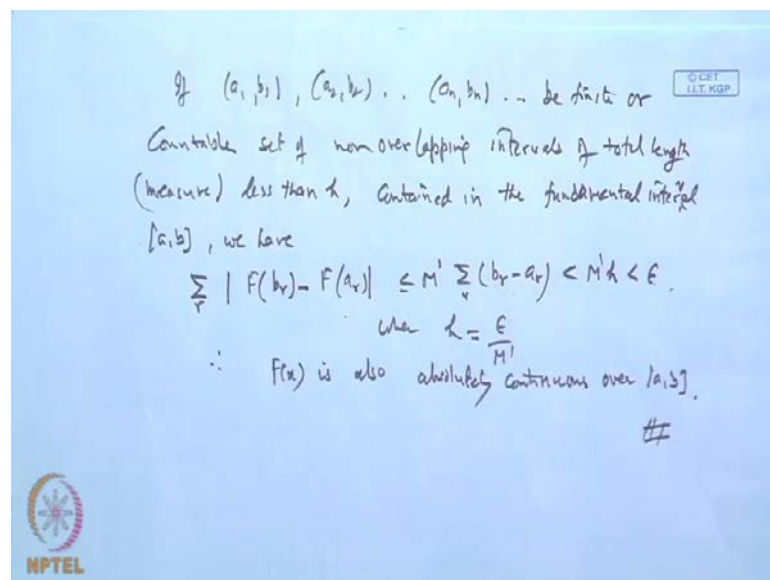 If (a₁, b₁), (a₂, b₂) . . (aₙ, bₙ) .. be finite or
© CET
I.I.T. KGP
Countable set of non overlapping intervals of total length
(measure) less than h, Contained in the fundamental interval
[a,b], we have
∑ᵣ | F(bᵣ) - F(aᵣ)| ≤ M' ∑ᵣ (bᵣ-aᵣ) < M'h < ϵ.
when h = ϵ/M'
∴ F(x) is also absolutely continuous over [a,b].
#
NPTEL